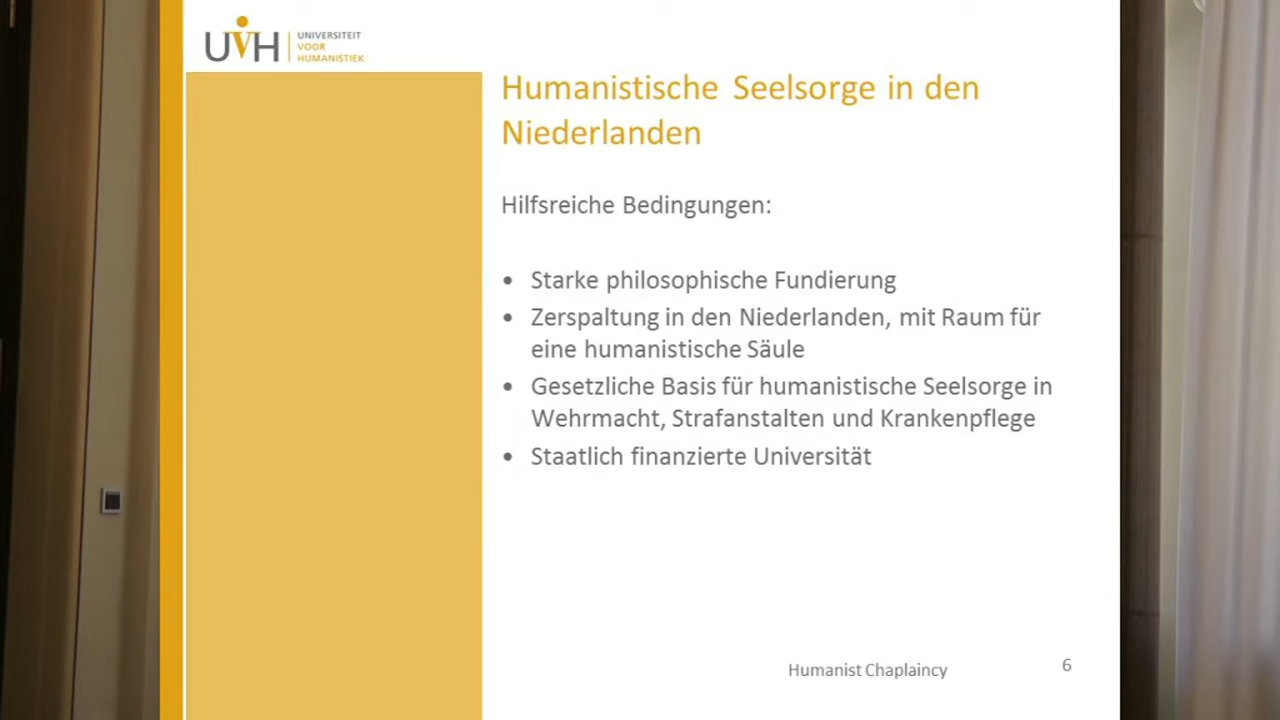 UVH
UNIVERSITEIT
VOOR
HUMANISTIEK
Humanistische Seelsorge in den
Niederlanden
Hilfsreiche Bedingungen:
• Starke philosophische Fundierung
• Zerspaltung in den Niederlanden, mit Raum für
eine humanistische Säule
• Gesetzliche Basis für humanistische Seelsorge in
Wehrmacht, Strafanstalten und Krankenpflege
• Staatlich finanzierte Universität
Humanist Chaplaincy
6